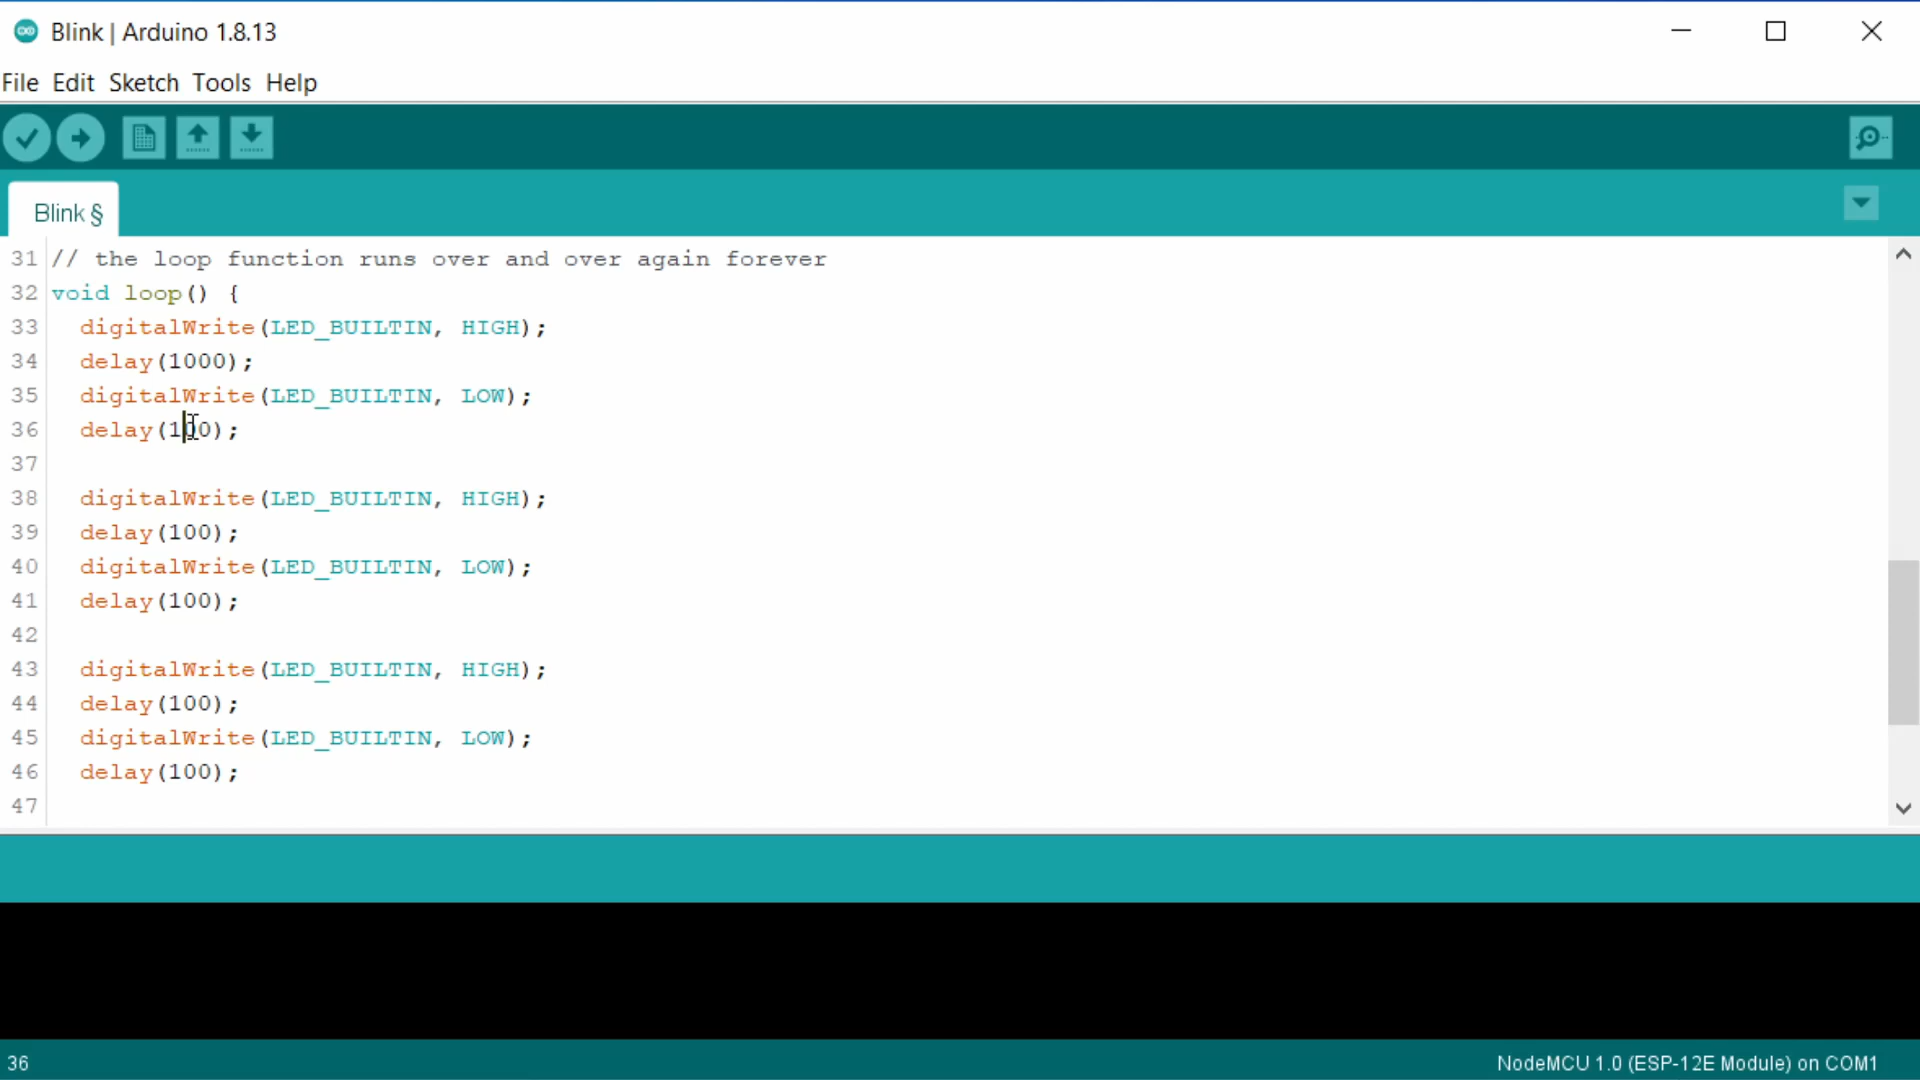 Blink | Arduino 1.8.13
File Edit Sketch Tools Help
Blink §
31 // the loop function runs over and over again forever
32 void loop() {
33 digitalWrite(LED_BUILTIN, HIGH);
34 delay(1000);
35 digitalWrite(LED_BUILTIN, LOW);
36 delay(100);
37
38 digitalWrite(LED_BUILTIN, HIGH);
39 delay(100);
40 digitalWrite(LED_BUILTIN, LOW);
41 delay(100);
42
43 digitalWrite(LED_BUILTIN, HIGH);
44 delay(100);
45 digitalWrite(LED_BUILTIN, LOW);
46 delay(100);
47
36 NodeMCU 1.0 (ESP-12E Module) on COM1